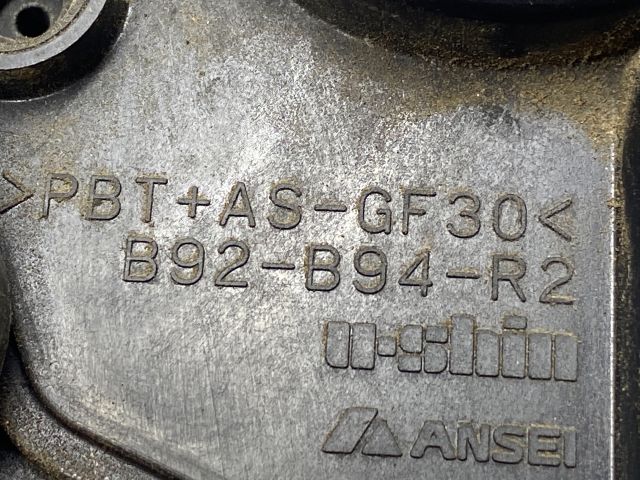 >PBT+AS-GF30<
B92-B94-R2
u-shin
ANSEI